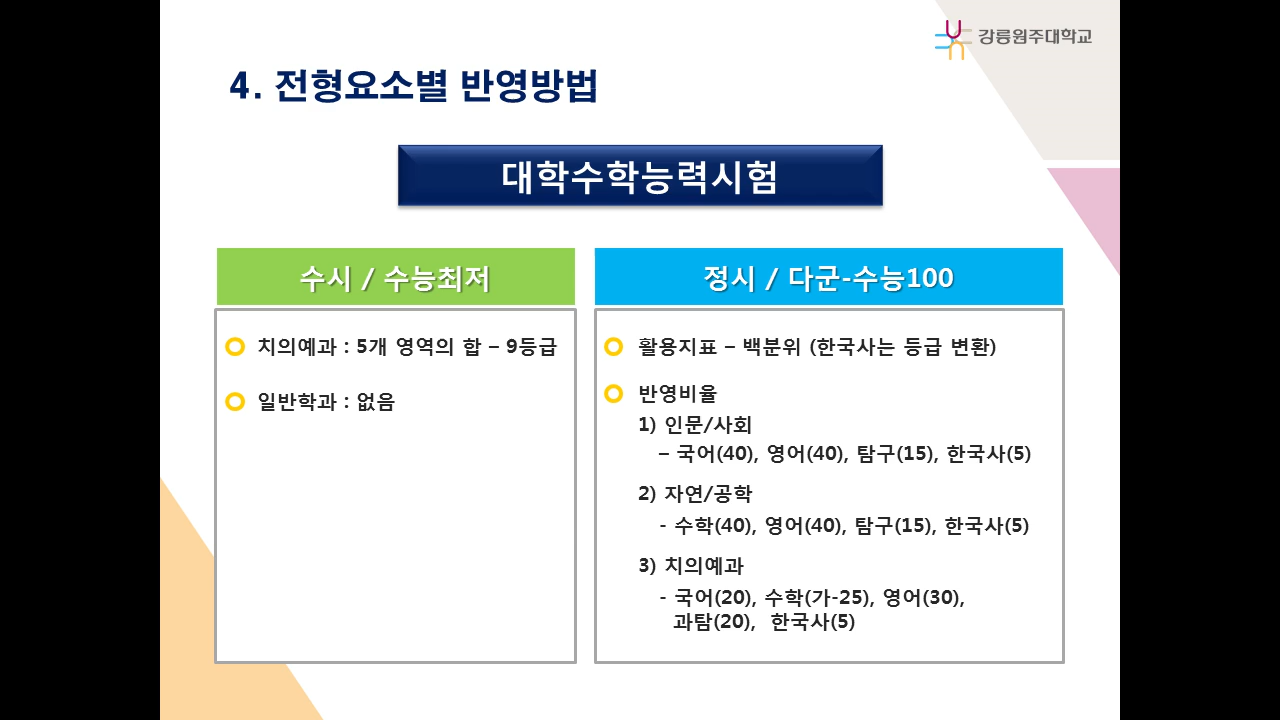 강릉원주대학교
4. 전형요소별 반영방법
대학수학능력시험
수시 / 수능최저
치의예과 : 5개 영역의 합 – 9등급
일반학과 : 없음
정시 / 다군-수능100
활용지표 – 백분위 (한국사는 등급 변환)
반영비율
1) 인문/사회
– 국어(40), 영어(40), 탐구(15), 한국사(5)
2) 자연/공학
- 수학(40), 영어(40), 탐구(15), 한국사(5)
3) 치의예과
- 국어(20), 수학(가-25), 영어(30),
과탐(20), 한국사(5)